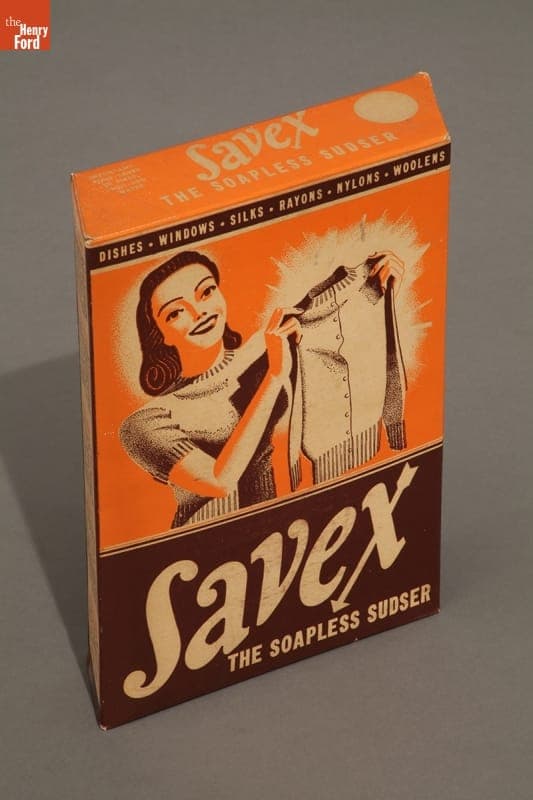 the
Henry
Ford
Savex
THE SOAPLESS SUDSER
DISHES • WINDOWS • SILKS • RAYONS • NYLONS • WOOLENS
Savex
THE SOAPLESS SUDSER